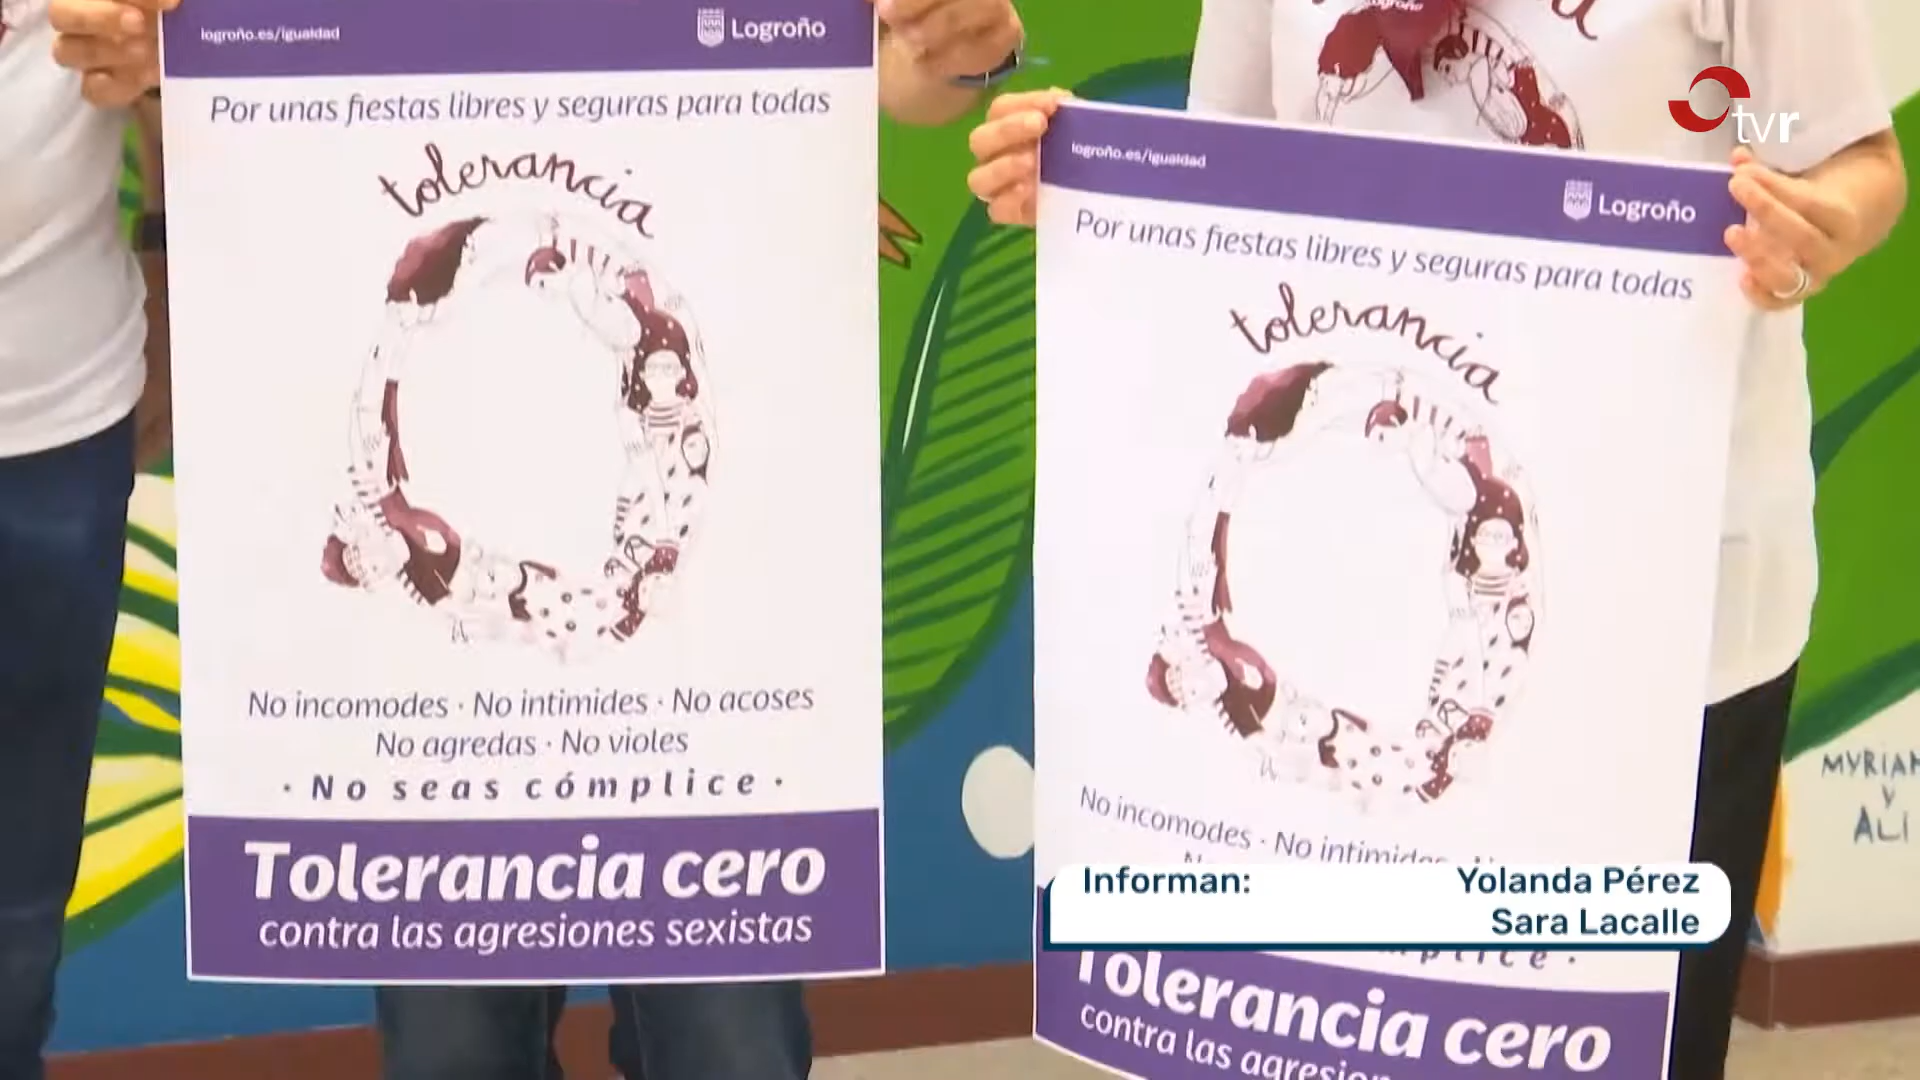 logroño.es/igualdad
Logroño
Por unas fiestas libres y seguras para todas
tolerancia
No incomodes · No intimides · No acoses
No agredas · No violes
· No seas cómplice ·
Tolerancia cero
contra las agresiones sexistas
Logroño
tvr
logroño.es/igualdad
Logroño
Por unas fiestas libres y seguras para todas
tolerancia
No incomodes · No intimides
Tolerancia cero
contra las
MYRIAM
Y
ALI
Informan: Yolanda Pérez
Sara Lacalle